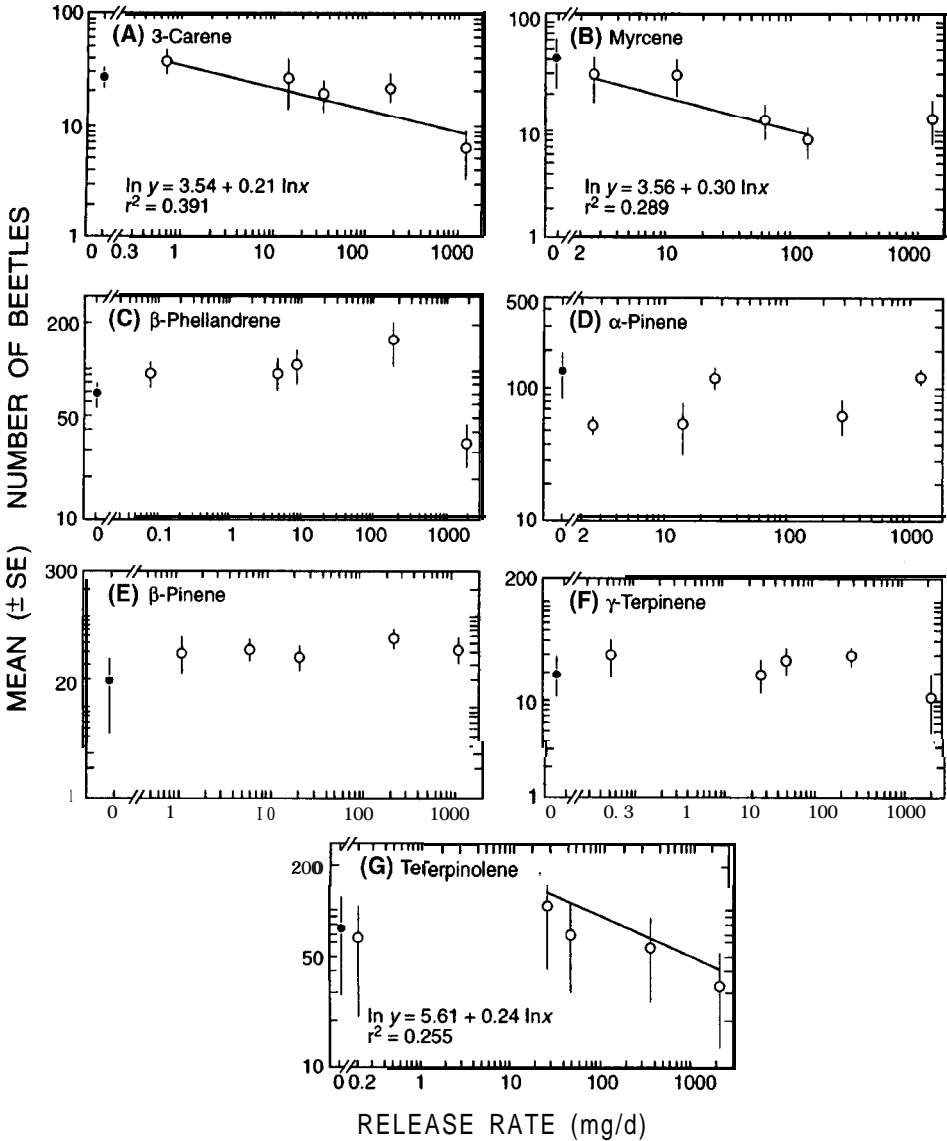 MEAN (± SE) NUMBER OF BEETLES
100
10
1
(A) 3-Carene
ln y = 3.54 + 0.21 lnx
r² = 0.391
0 0.3 1 10 100 1000
100
10
1
(B) Myrcene
ln y = 3.56 + 0.30 lnx
r² = 0.289
0 2 10 100 1000
200
50
10
(C) β-Phellandrene
0 0.1 1 10 100 1000
500
100
10
(D) α-Pinene
0 2 10 100 1000
300
20
1
(E) β-Pinene
0 1 10 100 1000
200
10
1
(F) γ-Terpinene
0 0.3 1 10 100 1000
200
50
10
(G) Teterpinolene
ln y = 5.61 + 0.24 lnx
r² = 0.255
0 0.2 1 10 100 1000
RELEASE RATE (mg/d)